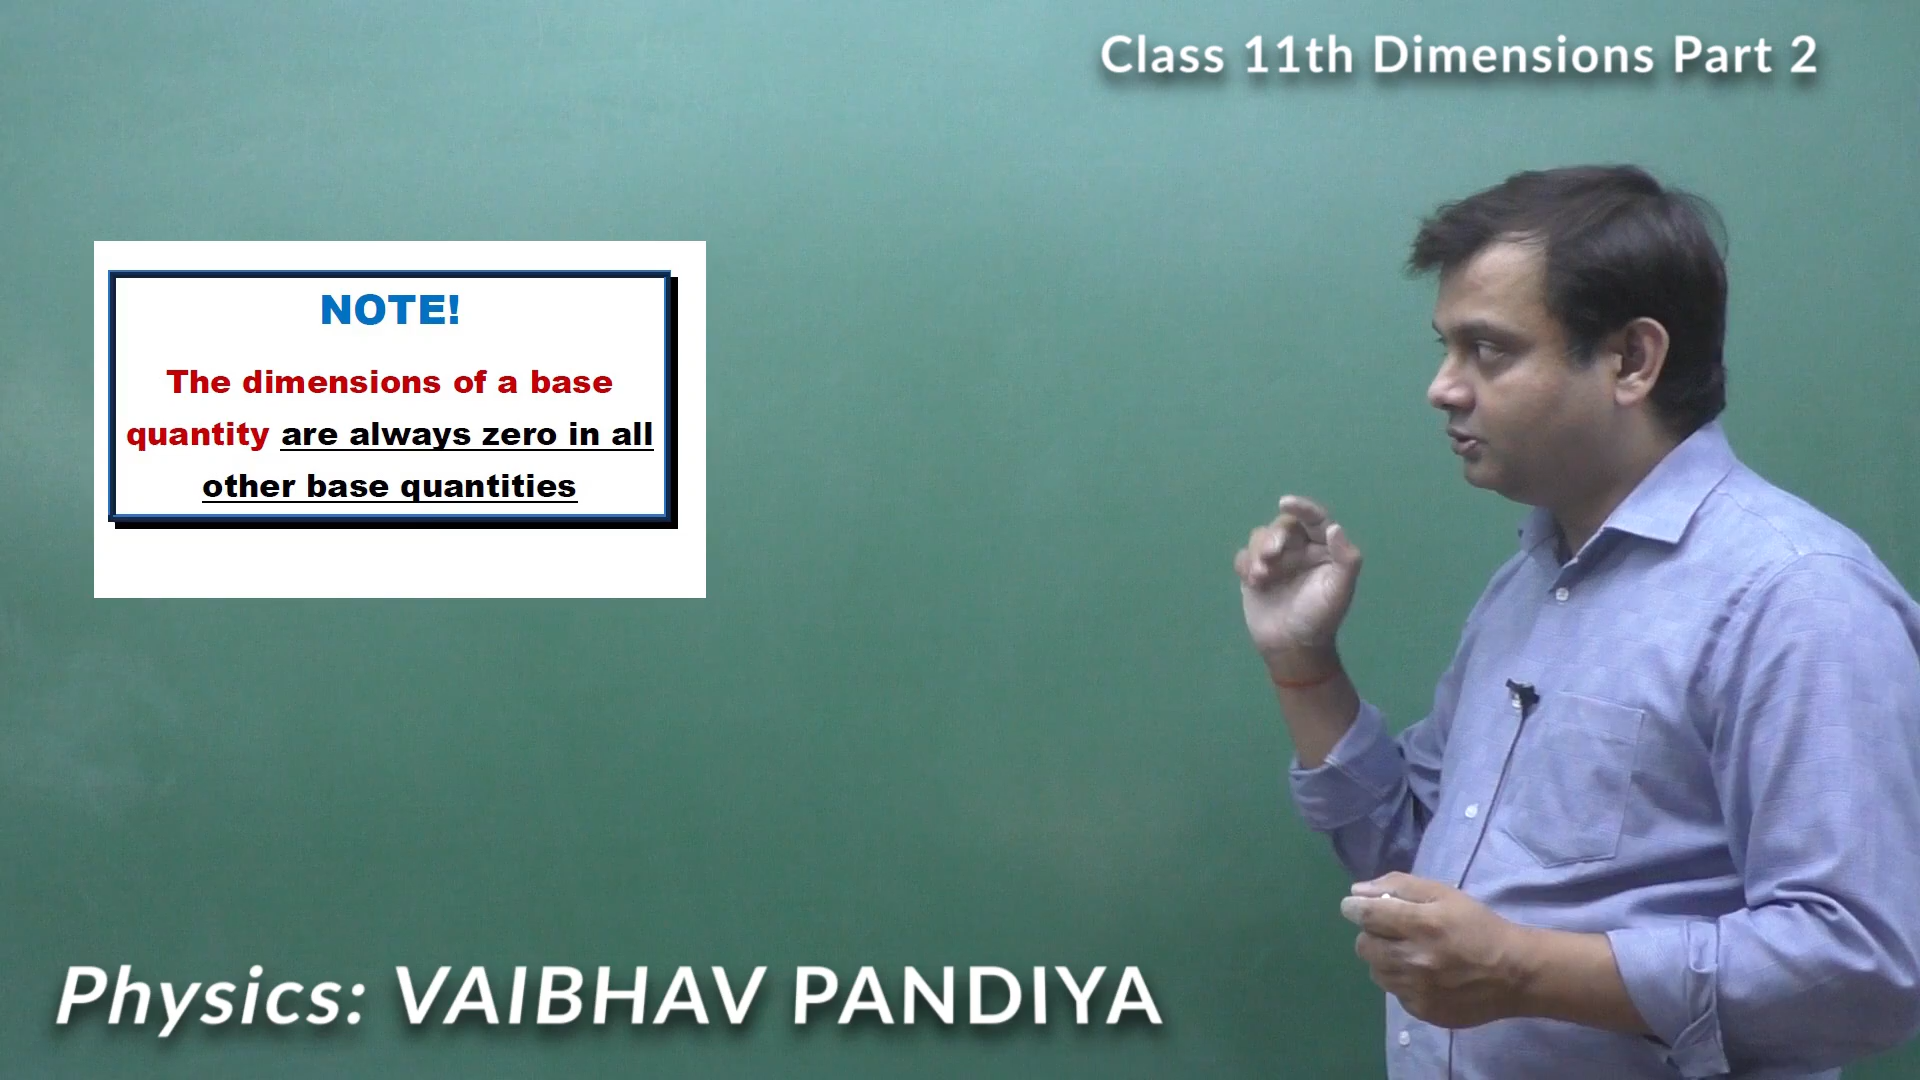 Class 11th Dimensions Part 2
NOTE!
The dimensions of a base
quantity are always zero in all
other base quantities
Physics: VAIBHAV PANDIYA